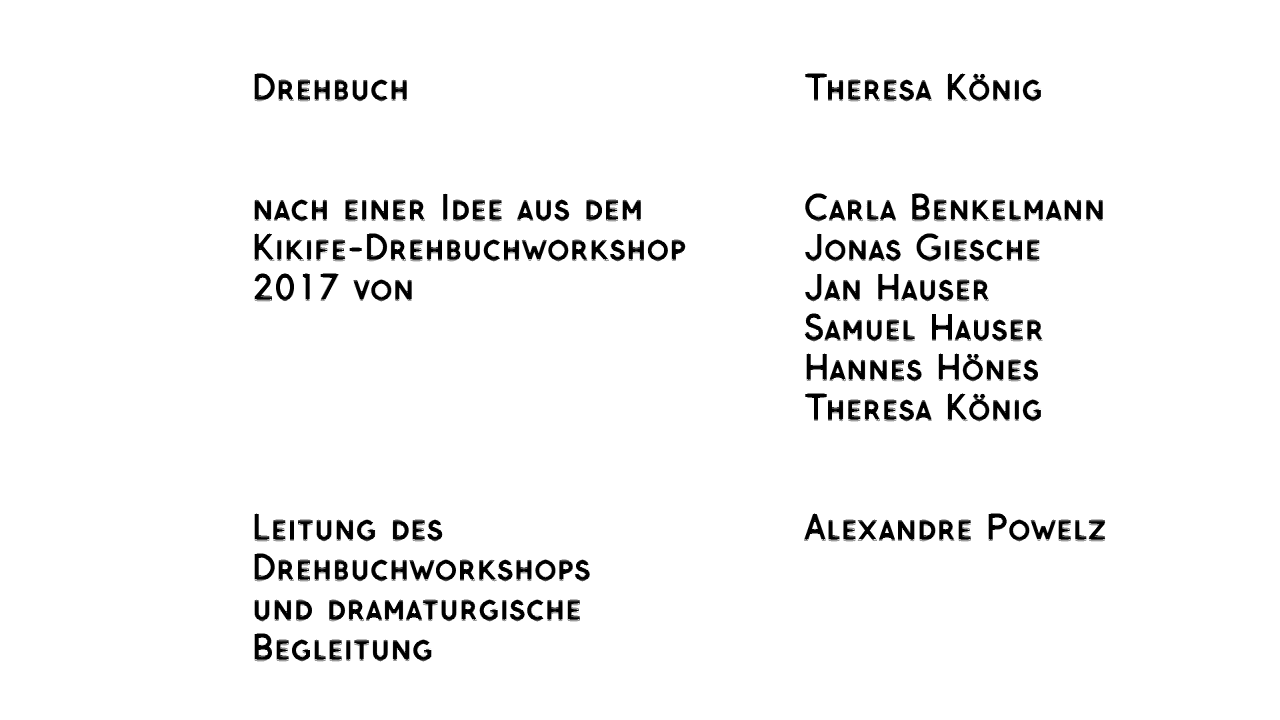 Drehbuch
Theresa König
nach einer Idee aus dem
Kikife-Drehbuchworkshop
2017 von
Carla Benkelmann
Jonas Giesche
Jan Hauser
Samuel Hauser
Hannes Hönes
Theresa König
Leitung des
Drehbuchworkshops
und dramaturgische
Begleitung
Alexandre Powelz